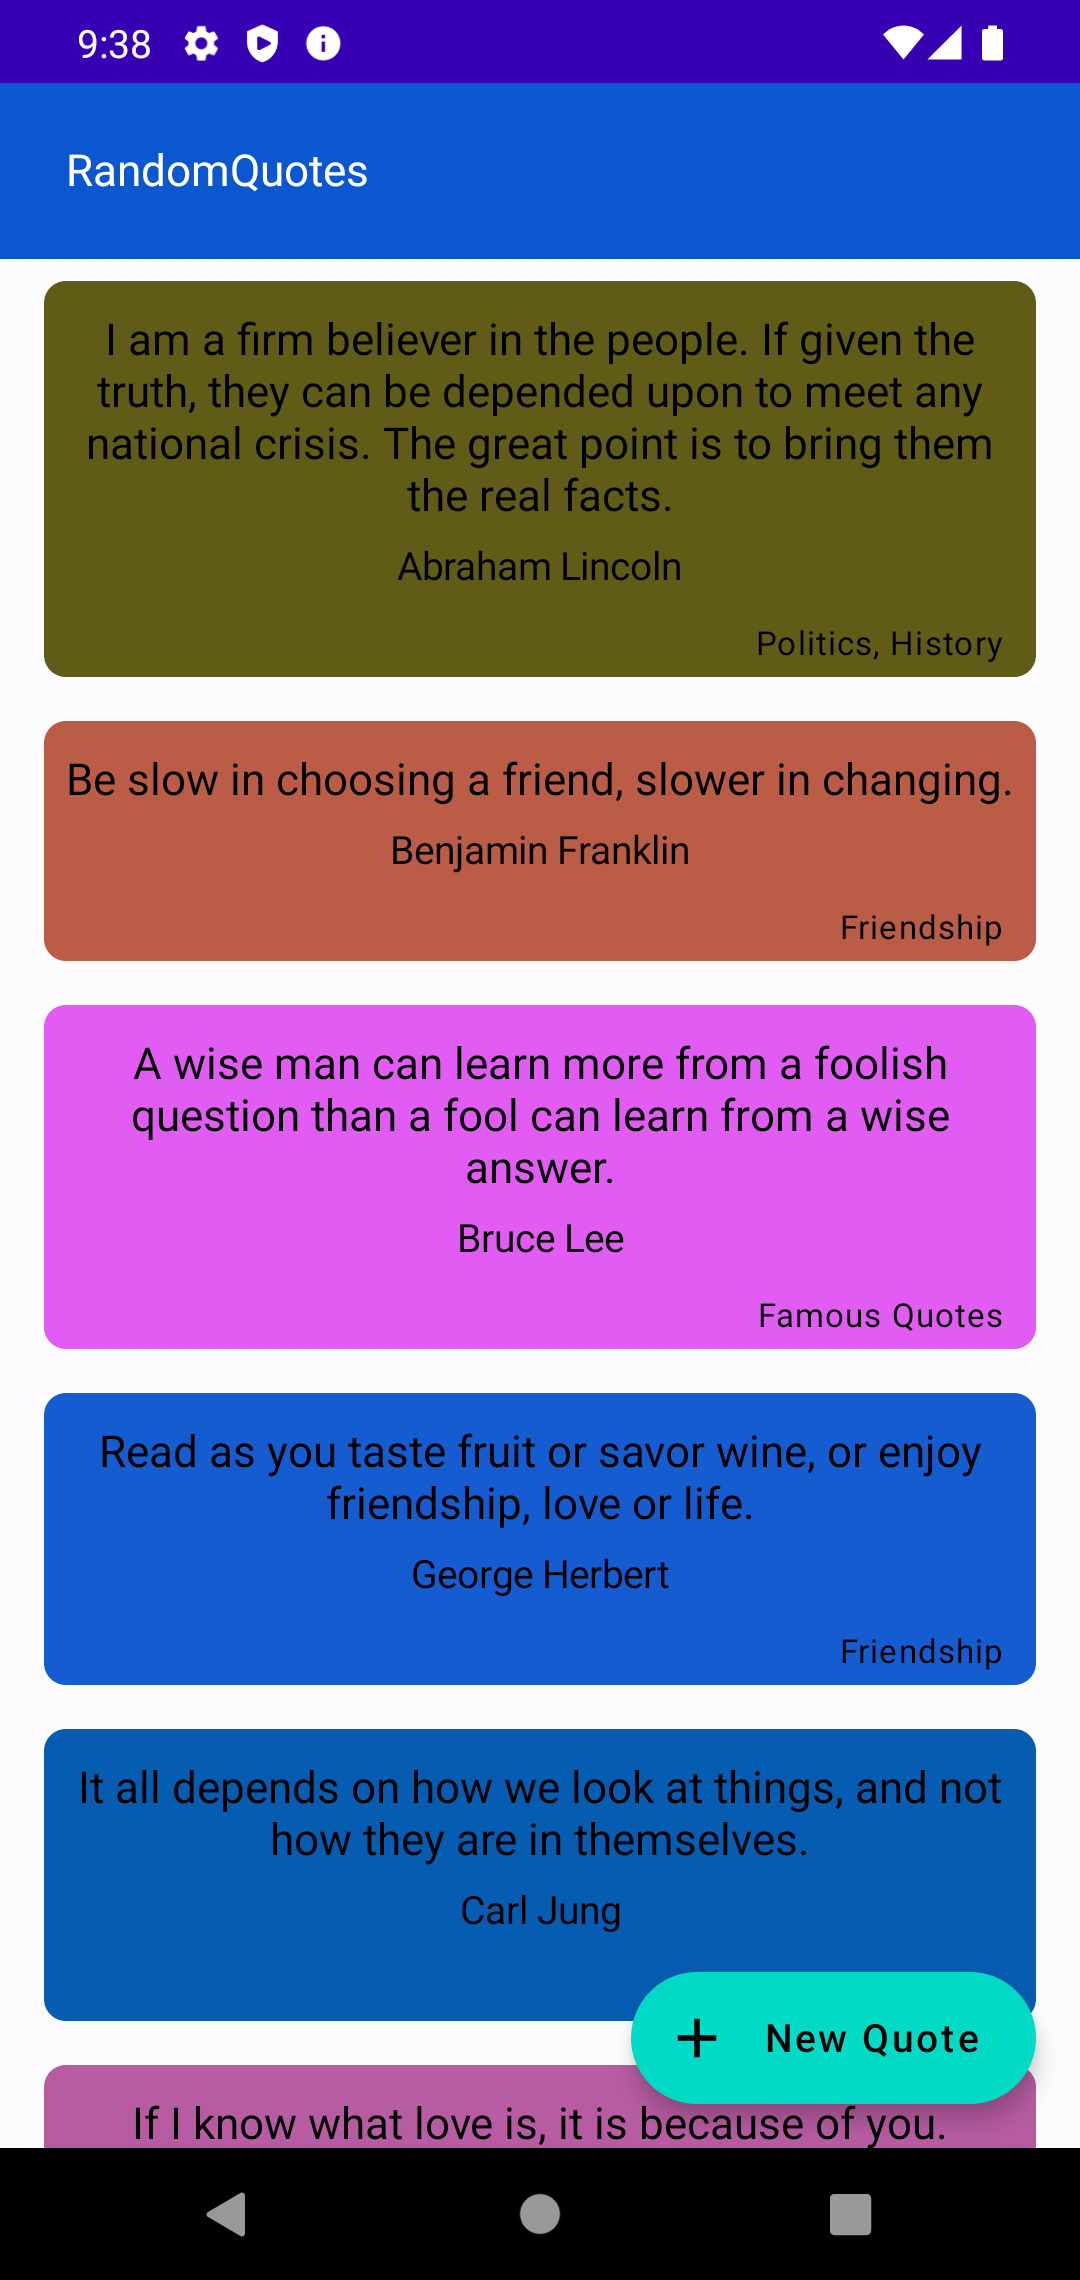 9:38
RandomQuotes
I am a firm believer in the people. If given the
truth, they can be depended upon to meet any
national crisis. The great point is to bring them
the real facts.
Abraham Lincoln
Politics, History
Be slow in choosing a friend, slower in changing.
Benjamin Franklin
Friendship
A wise man can learn more from a foolish
question than a fool can learn from a wise
answer.
Bruce Lee
Famous Quotes
Read as you taste fruit or savor wine, or enjoy
friendship, love or life.
George Herbert
Friendship
It all depends on how we look at things, and not
how they are in themselves.
Carl Jung
New Quote
If I know what love is, it is because of you.